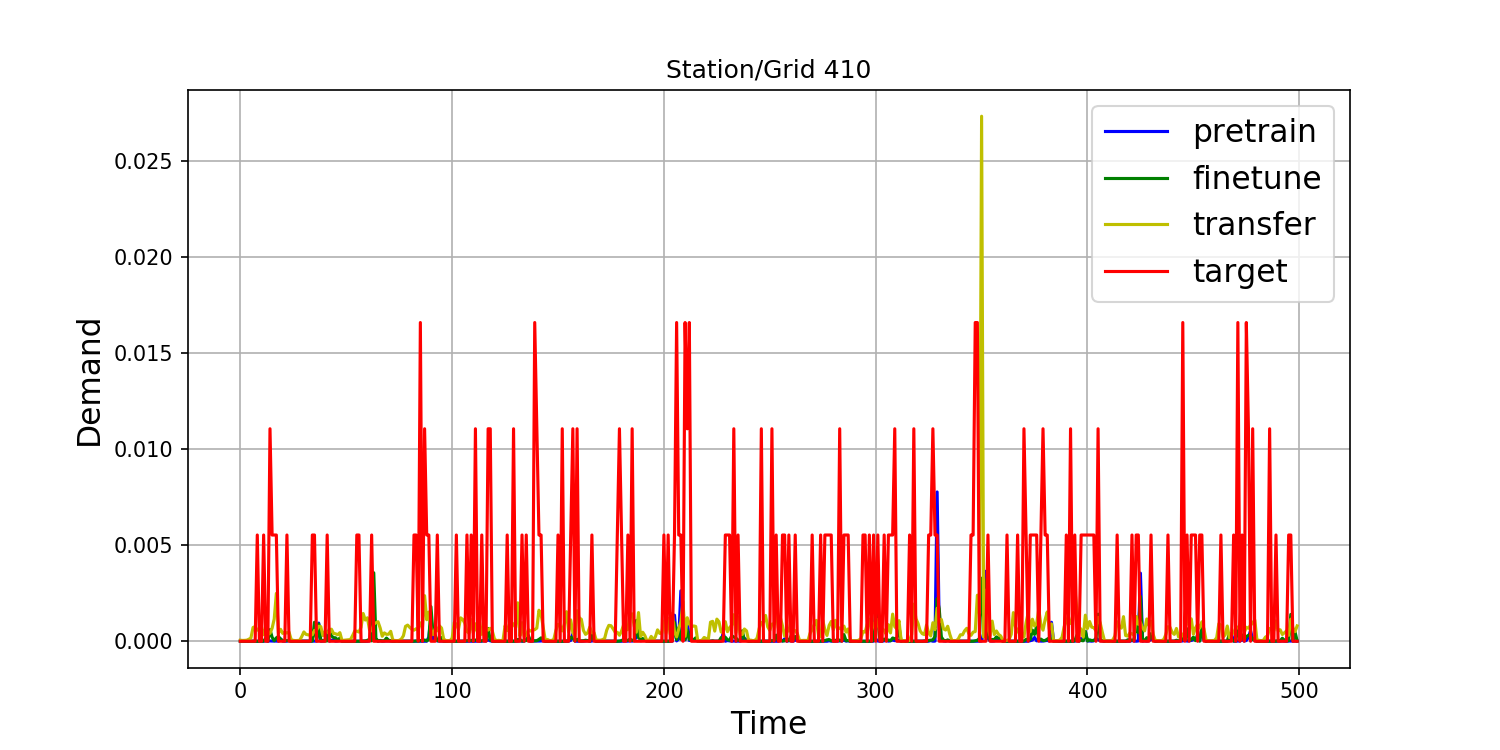 Station/Grid 410
pretrain
finetune
transfer
target
Demand
0.025
0.020
0.015
0.010
0.005
0.000
0 100 200 300 400 500
Time